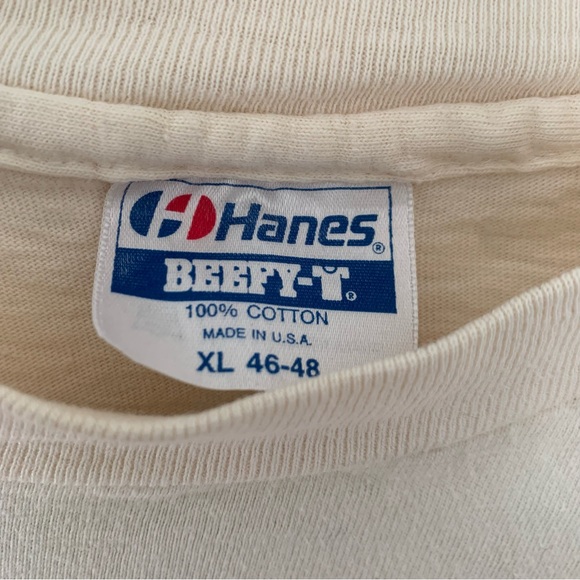 Hanes®
BEEFY-T®
100% COTTON
MADE IN U.S.A.
XL 46-48